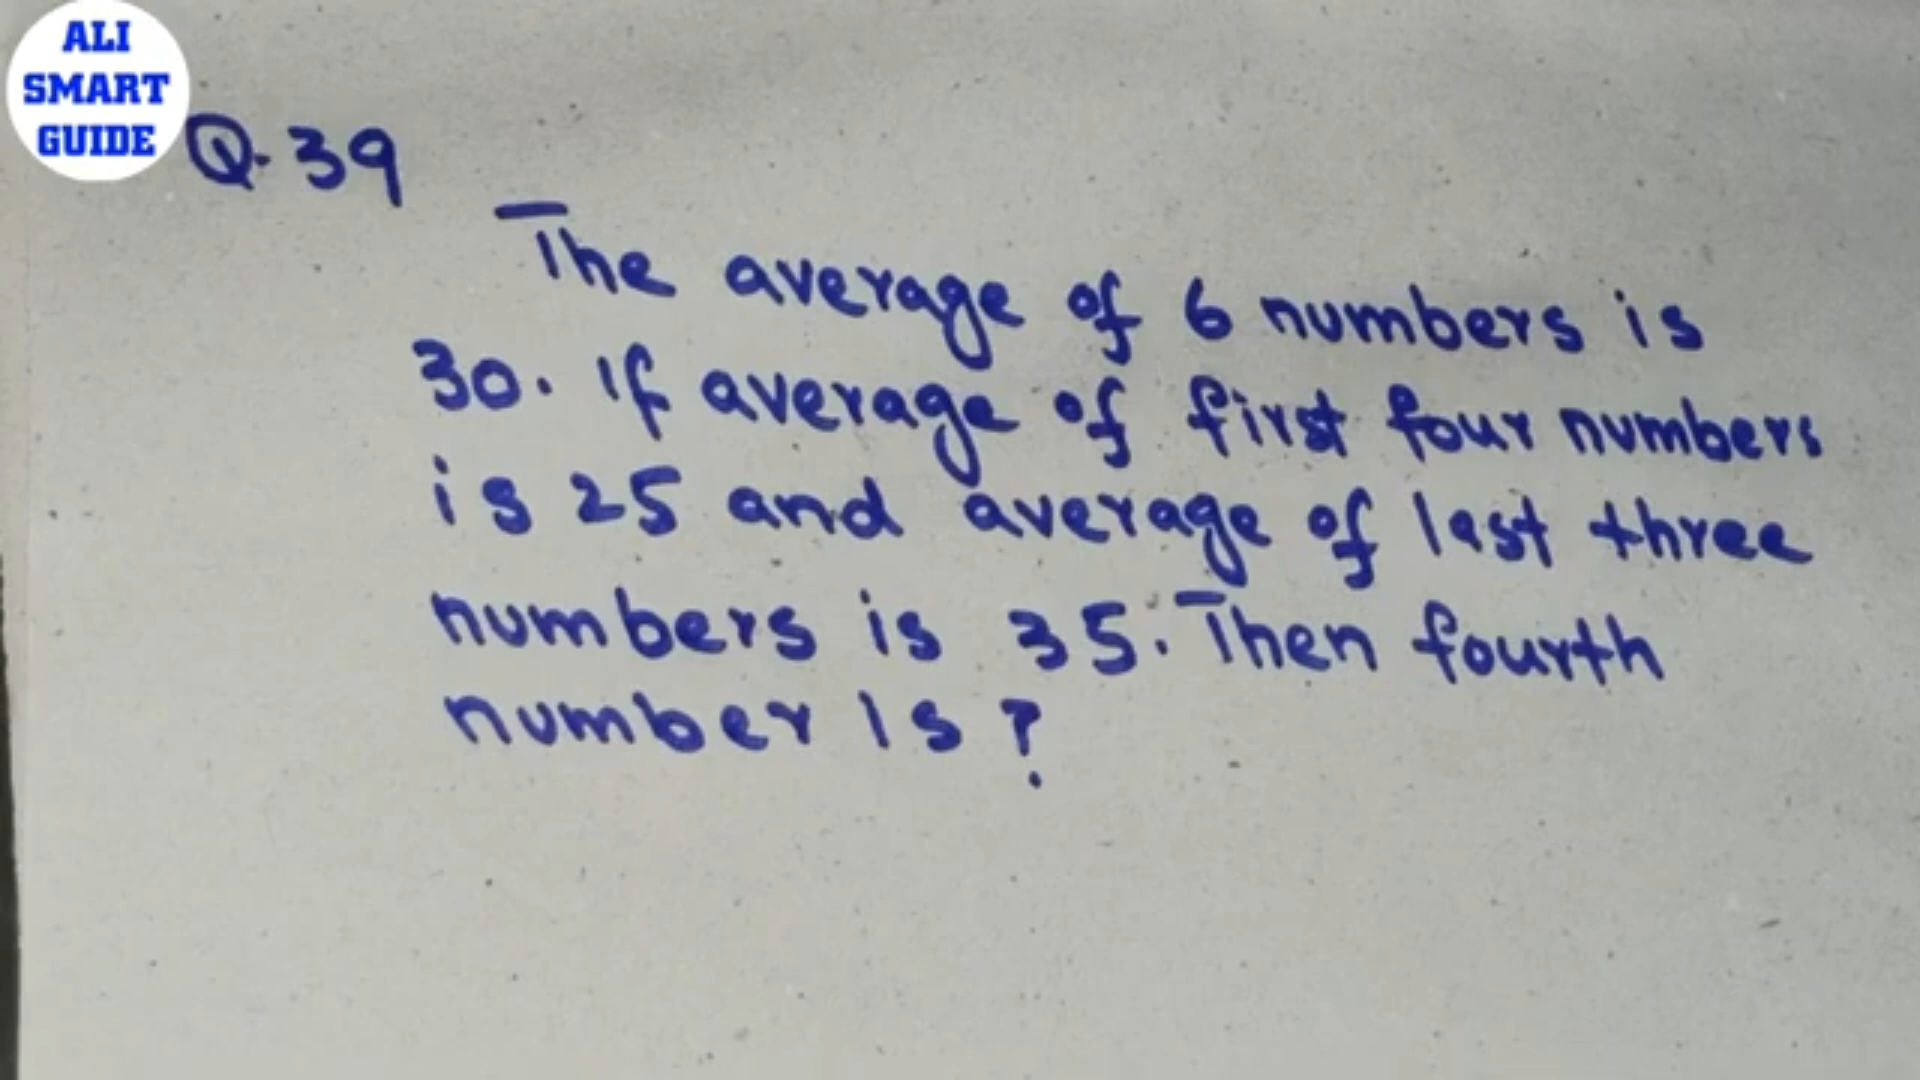 ALI
SMART
GUIDE
Q. 39
The average of 6 numbers is
30. If average of first four numbers
is 25 and average of last three
numbers is 35. Then fourth
number is ?